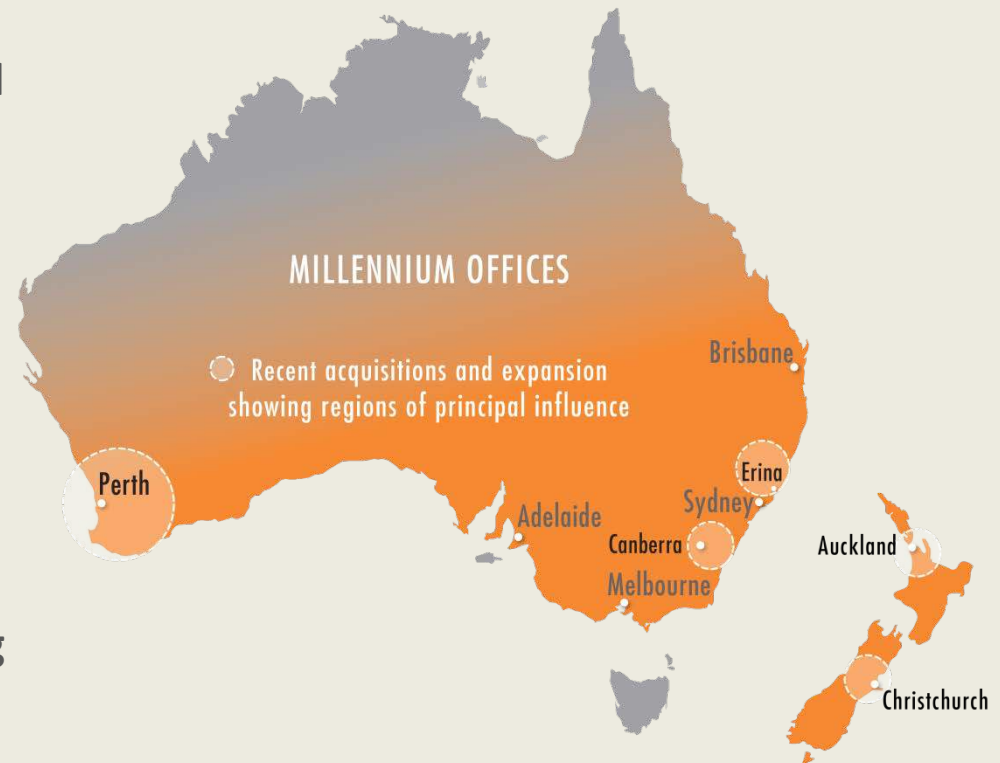 MILLENNIUM OFFICES
Recent acquisitions and expansion
showing regions of principal influence
Brisbane
Perth
Erina
Sydney
Adelaide
Canberra
Auckland
Melbourne
Christchurch